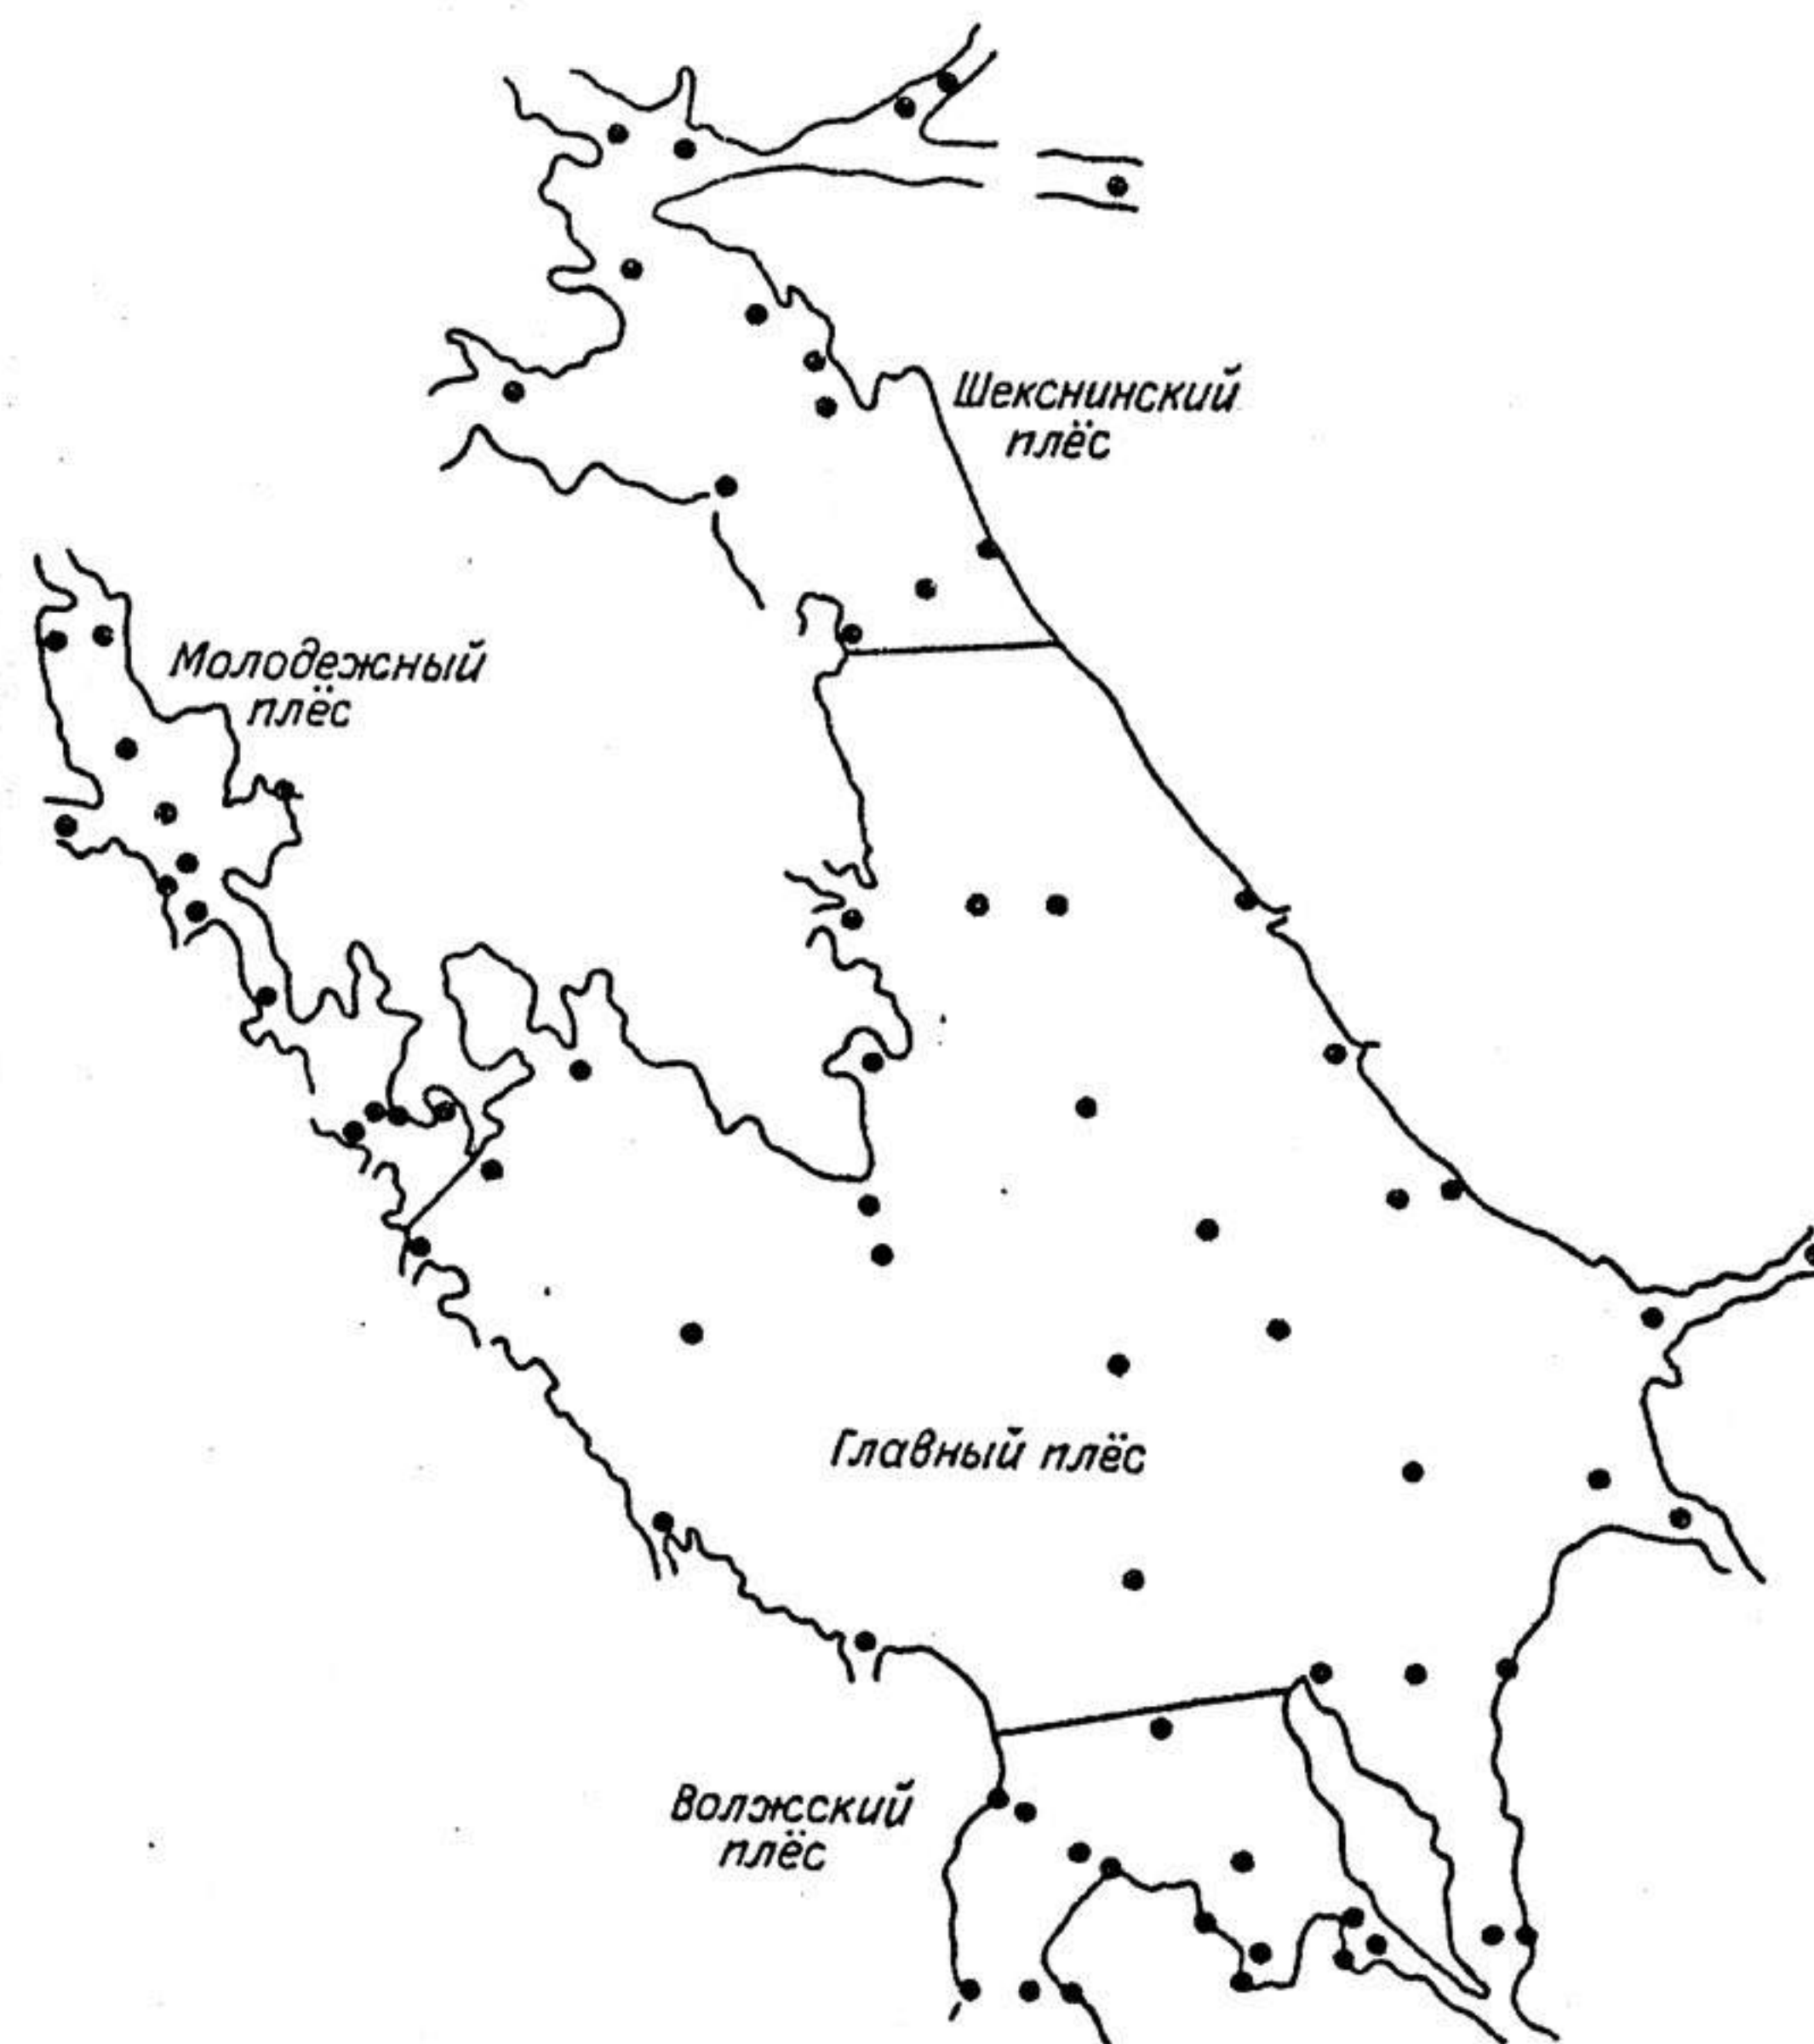 Шекснинский
плёс
Молодежный
плёс
Главный плёс
Волжский
плёс